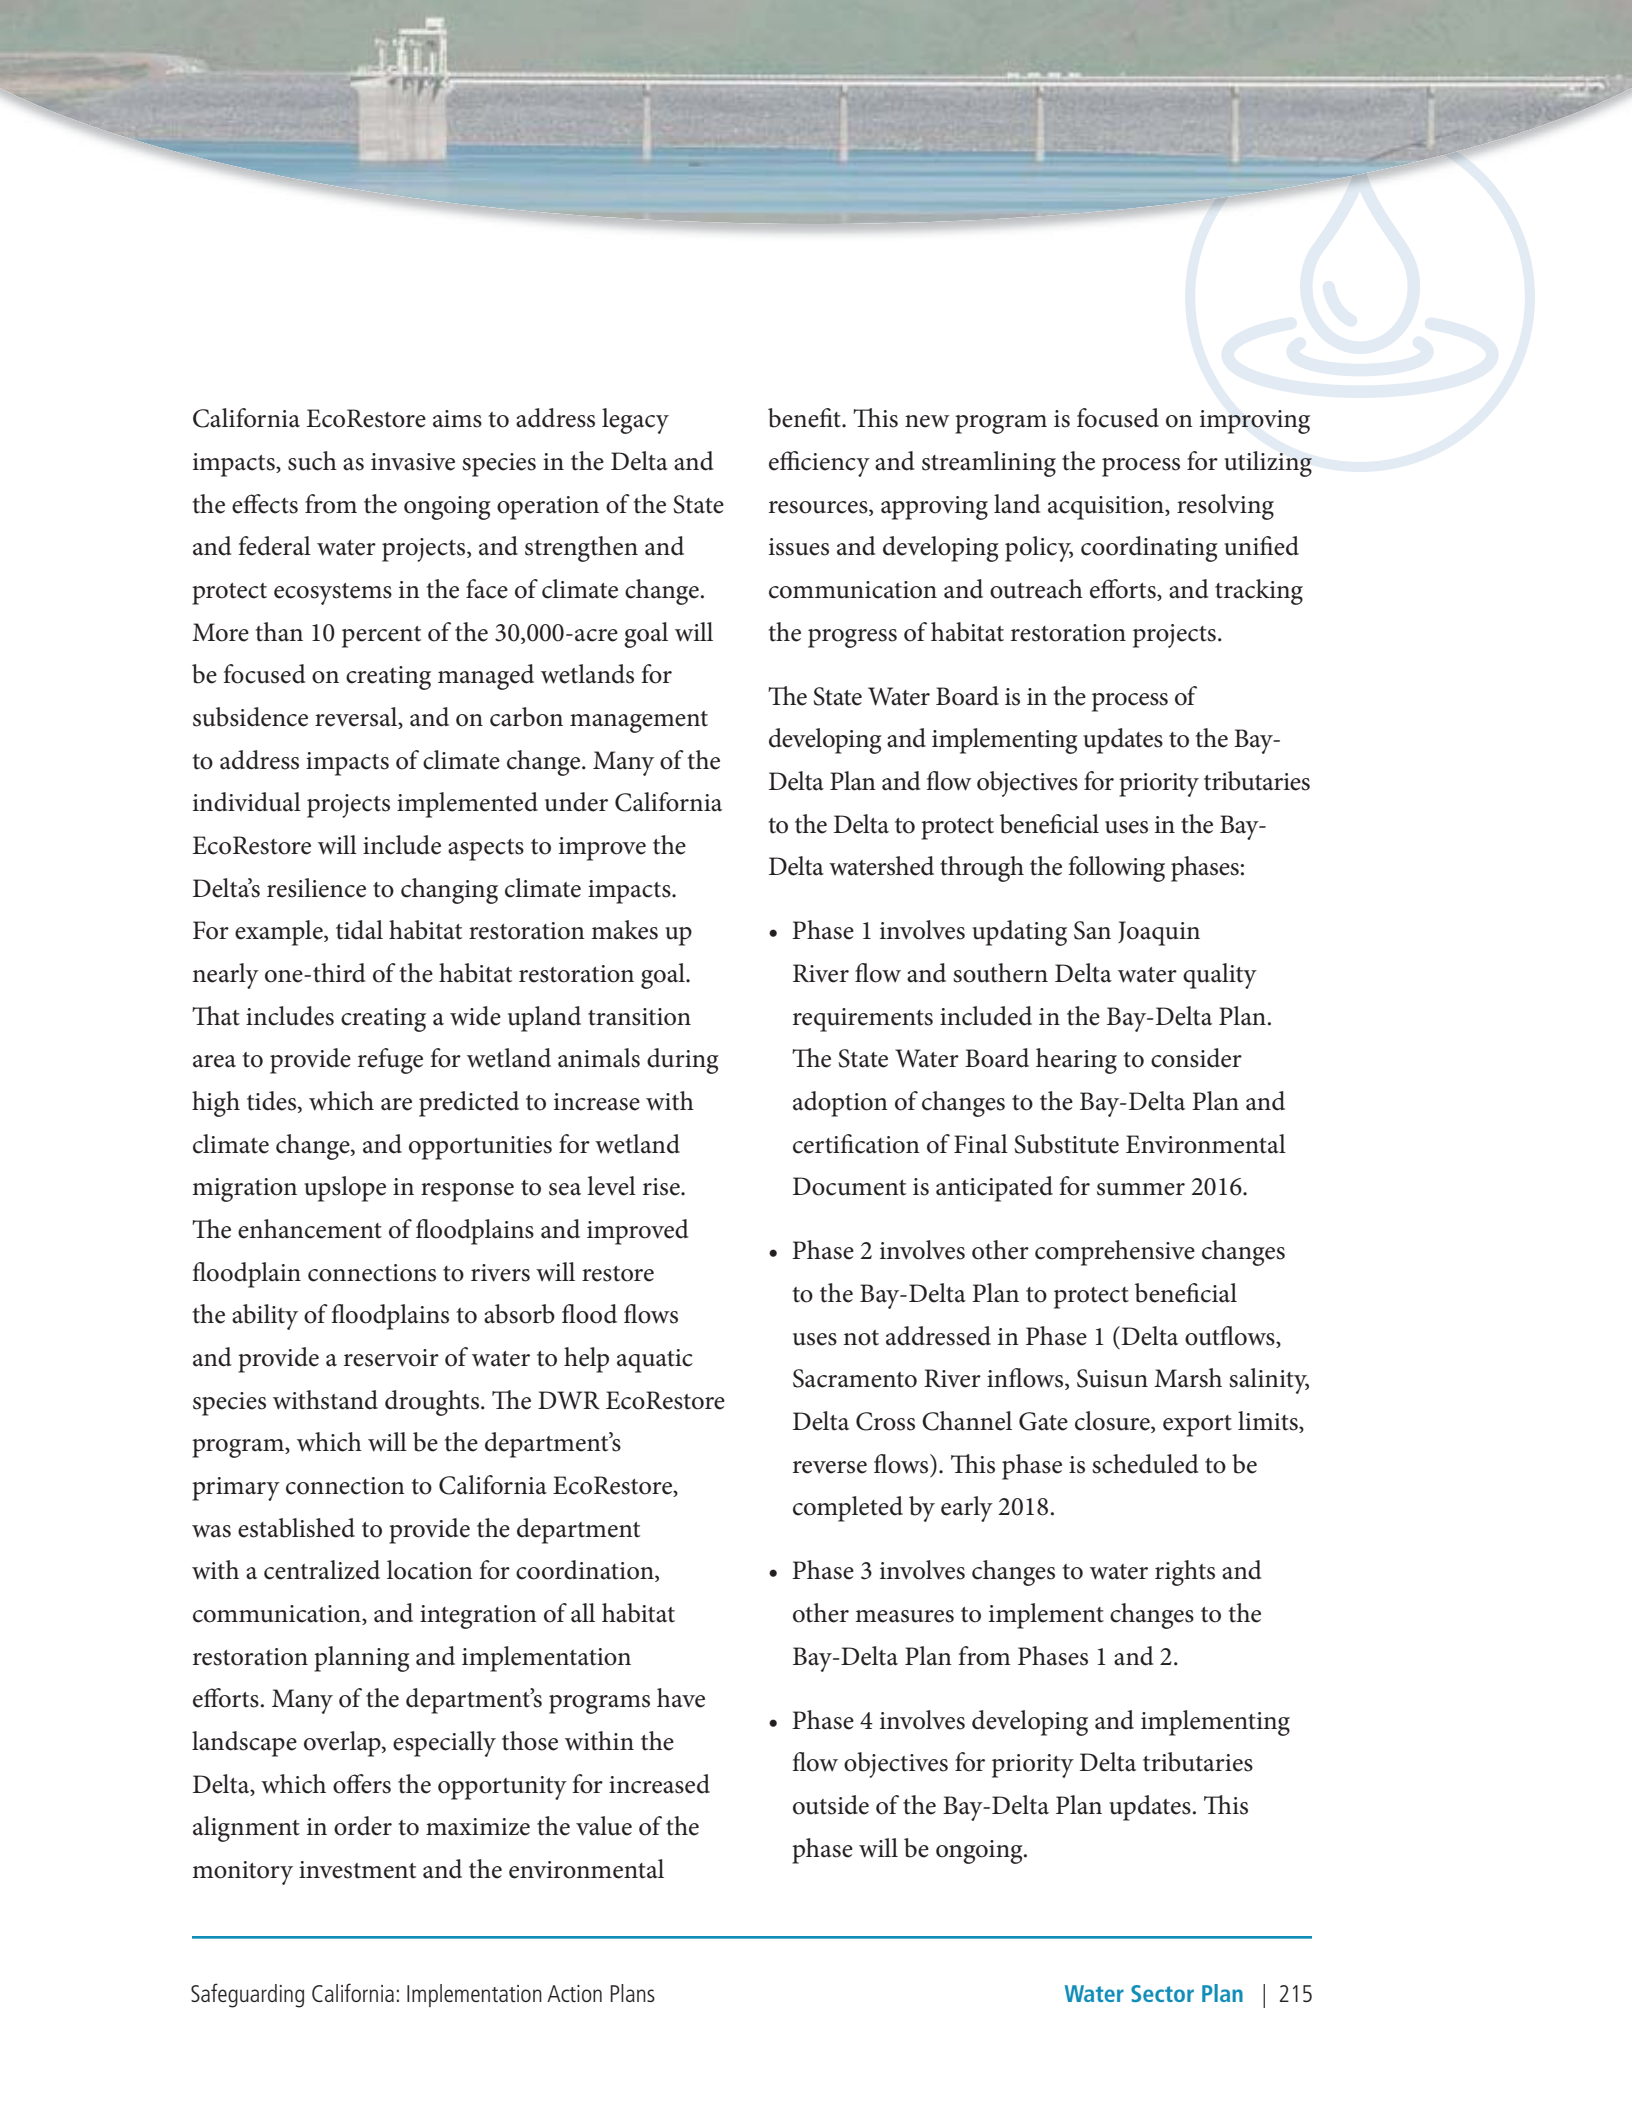 California EcoRestore aims to address legacy
impacts, such as invasive species in the Delta and
the effects from the ongoing operation of the State
and federal water projects, and strengthen and
protect ecosystems in the face of climate change.
More than 10 percent of the 30,000-acre goal will
be focused on creating managed wetlands for
subsidence reversal, and on carbon management
to address impacts of climate change. Many of the
individual projects implemented under California
EcoRestore will include aspects to improve the
Delta’s resilience to changing climate impacts.
For example, tidal habitat restoration makes up
nearly one-third of the habitat restoration goal.
That includes creating a wide upland transition
area to provide refuge for wetland animals during
high tides, which are predicted to increase with
climate change, and opportunities for wetland
migration upslope in response to sea level rise.
The enhancement of floodplains and improved
floodplain connections to rivers will restore
the ability of floodplains to absorb flood flows
and provide a reservoir of water to help aquatic
species withstand droughts. The DWR EcoRestore
program, which will be the department’s
primary connection to California EcoRestore,
was established to provide the department
with a centralized location for coordination,
communication, and integration of all habitat
restoration planning and implementation
efforts. Many of the department’s programs have
landscape overlap, especially those within the
Delta, which offers the opportunity for increased
alignment in order to maximize the value of the
monitory investment and the environmental
benefit. This new program is focused on improving
efficiency and streamlining the process for utilizing
resources, approving land acquisition, resolving
issues and developing policy, coordinating unified
communication and outreach efforts, and tracking
the progress of habitat restoration projects.
The State Water Board is in the process of
developing and implementing updates to the Bay-
Delta Plan and flow objectives for priority tributaries
to the Delta to protect beneficial uses in the Bay-
Delta watershed through the following phases:
• Phase 1 involves updating San Joaquin
River flow and southern Delta water quality
requirements included in the Bay-Delta Plan.
The State Water Board hearing to consider
adoption of changes to the Bay-Delta Plan and
certification of Final Substitute Environmental
Document is anticipated for summer 2016.
• Phase 2 involves other comprehensive changes
to the Bay-Delta Plan to protect beneficial
uses not addressed in Phase 1 (Delta outflows,
Sacramento River inflows, Suisun Marsh salinity,
Delta Cross Channel Gate closure, export limits,
reverse flows). This phase is scheduled to be
completed by early 2018.
• Phase 3 involves changes to water rights and
other measures to implement changes to the
Bay-Delta Plan from Phases 1 and 2.
• Phase 4 involves developing and implementing
flow objectives for priority Delta tributaries
outside of the Bay-Delta Plan updates. This
phase will be ongoing.
Safeguarding California: Implementation Action Plans
Water Sector Plan | 215